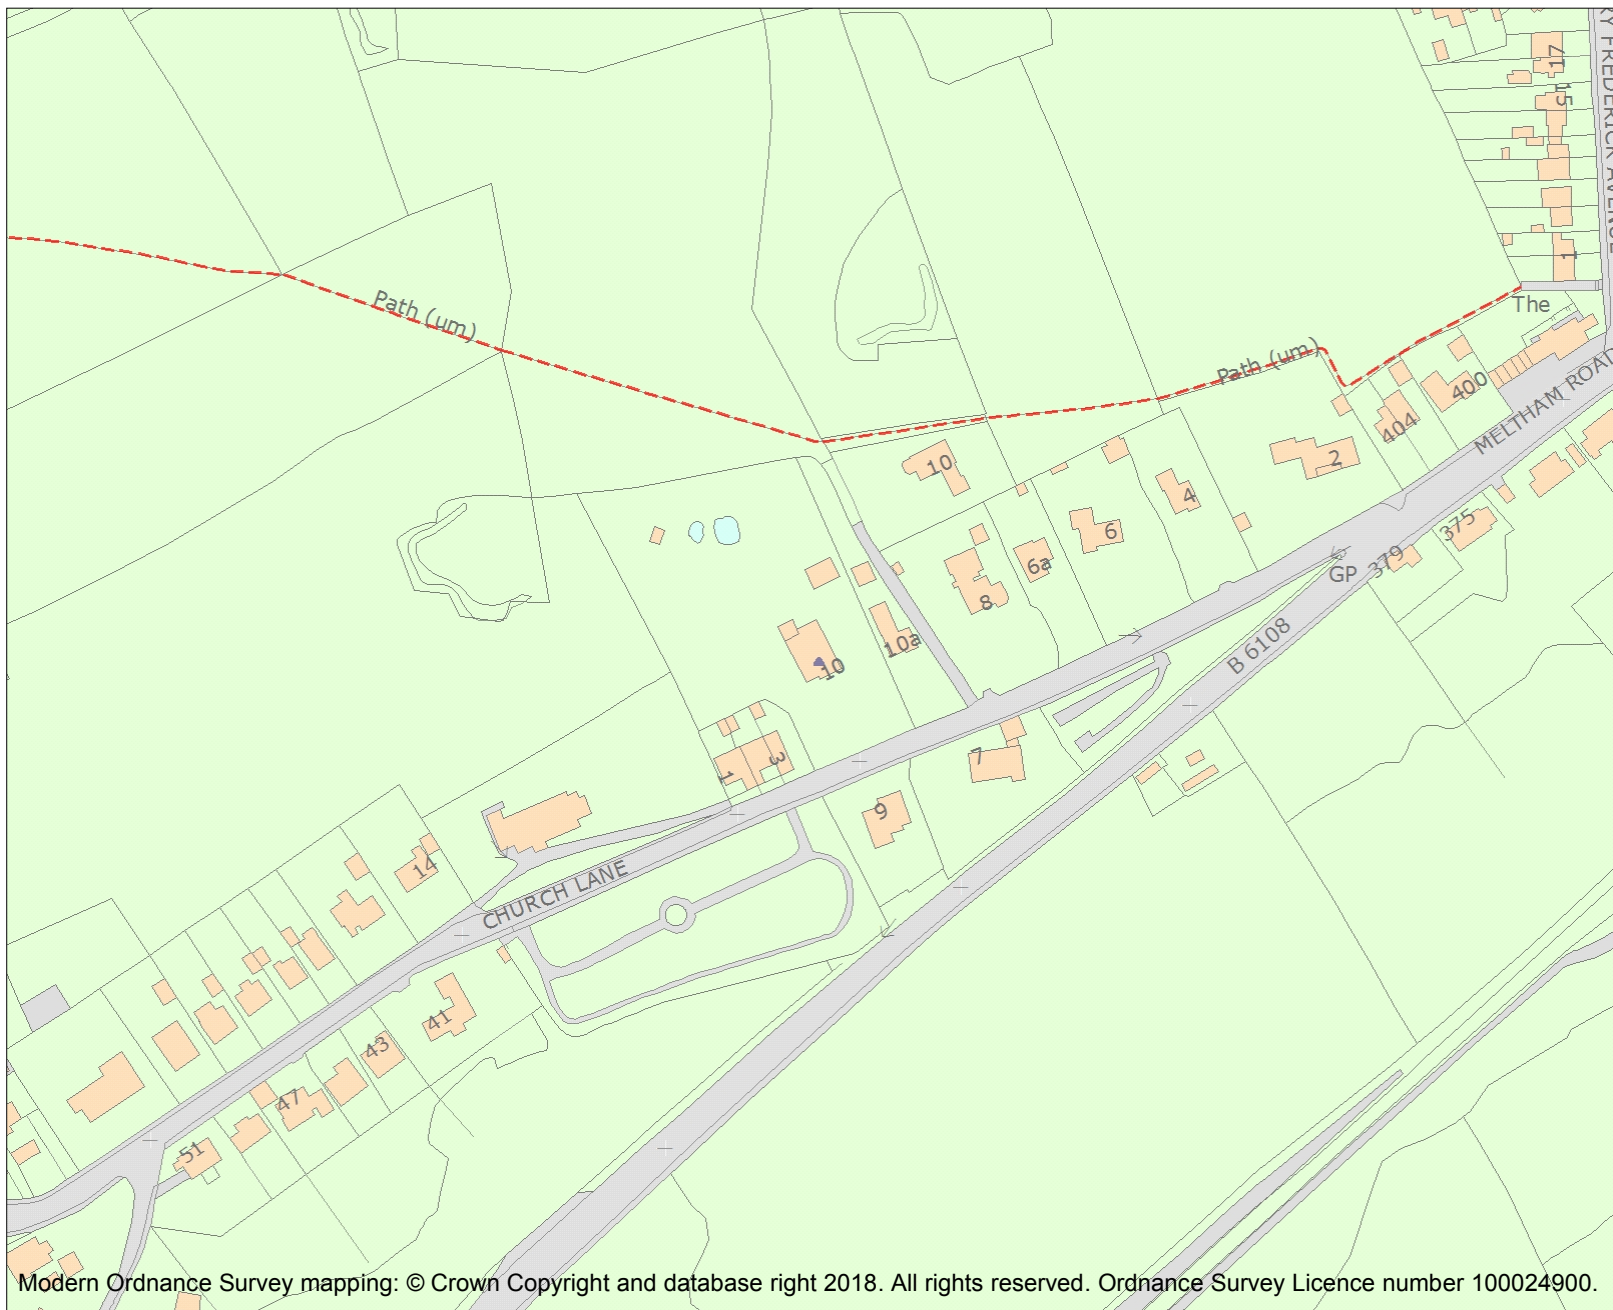 17
15
RY FREDERICK AVENUE
1
The
Path (um)
Path (um)
400
404
MELTHAM ROAD
2
10
4
375
6
379
GP
6a
8
10a
B 6108
10
7
3
1
9
14
CHURCH LANE
41
43
47
51
Modern Ordnance Survey mapping: © Crown Copyright and database right 2018. All rights reserved. Ordnance Survey Licence number 100024900.